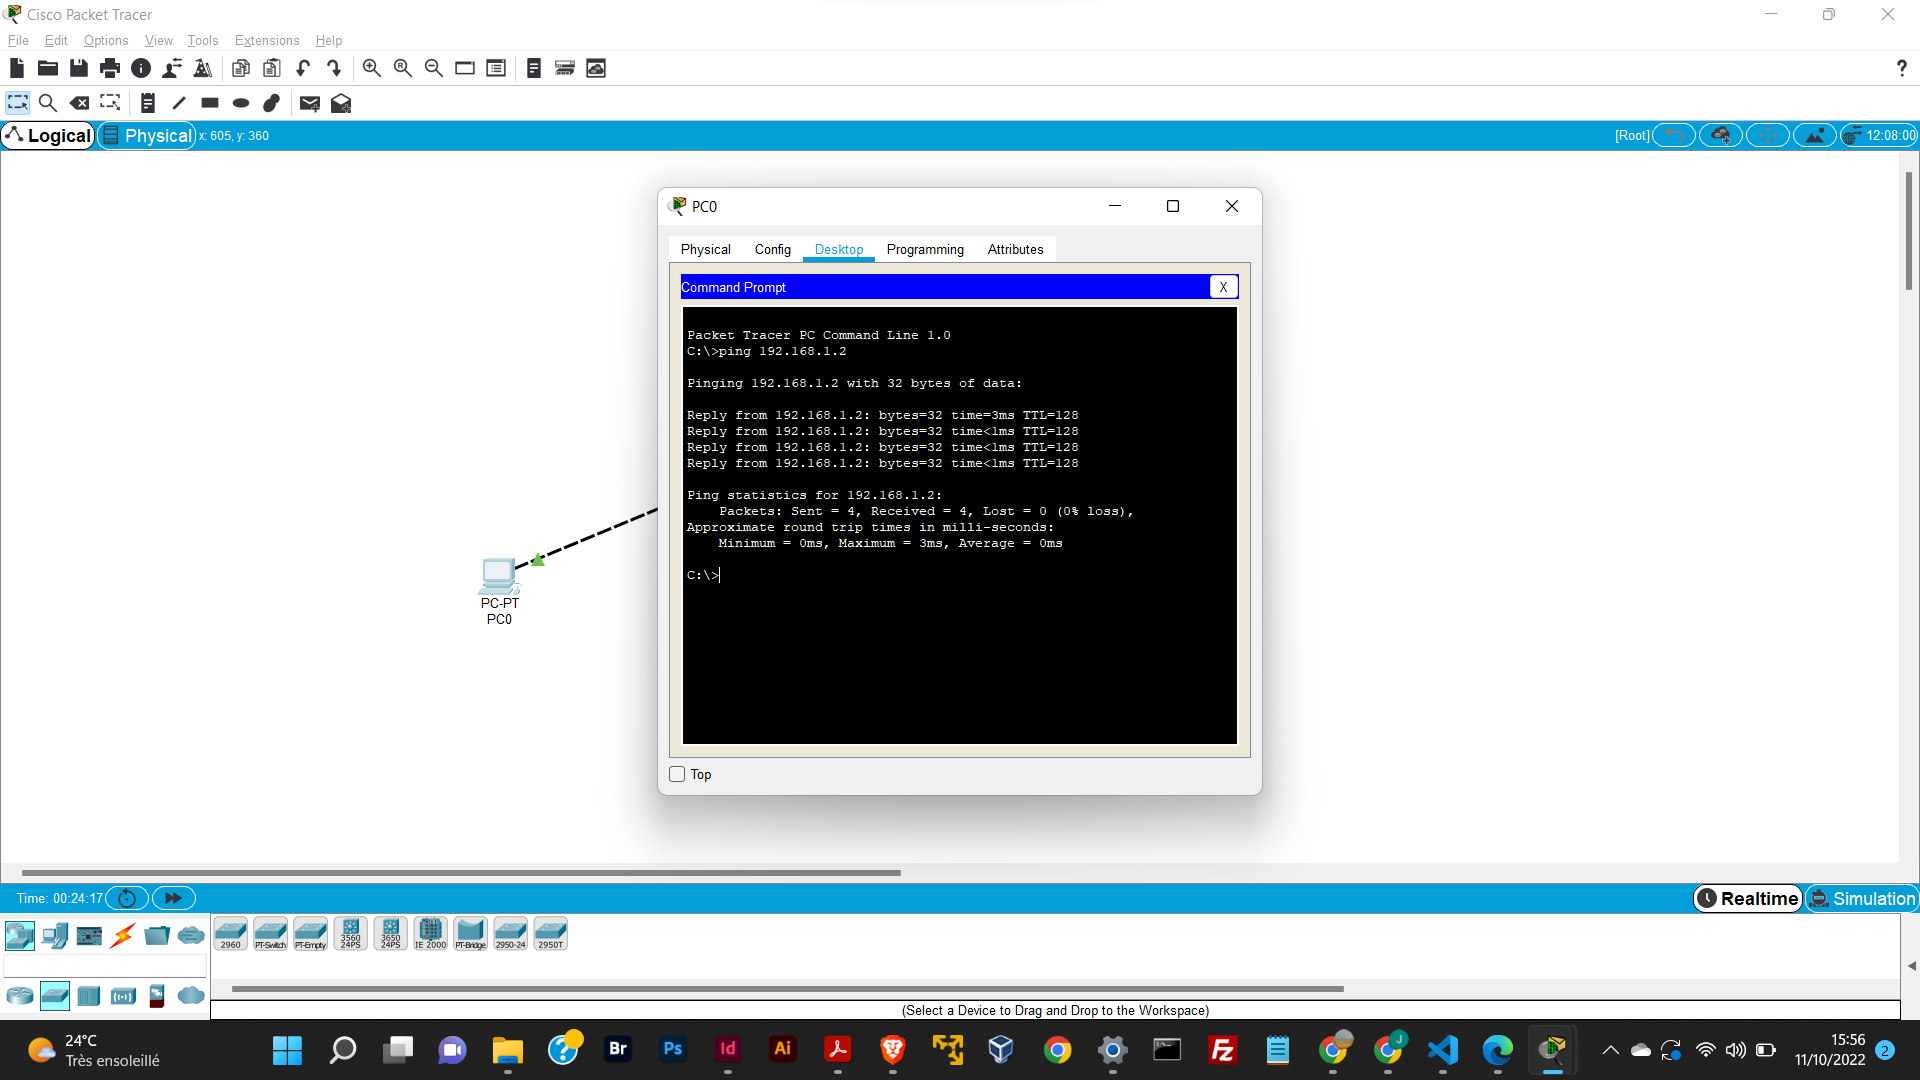 Cisco Packet Tracer
File Edit Options View Tools Extensions Help
?
Logical Physical x: 605, y: 360 [Root] 12:08:00
PC0
Physical Config Desktop Programming Attributes
Command Prompt X
Packet Tracer PC Command Line 1.0
C:\>ping 192.168.1.2
Pinging 192.168.1.2 with 32 bytes of data:
Reply from 192.168.1.2: bytes=32 time=3ms TTL=128
Reply from 192.168.1.2: bytes=32 time<1ms TTL=128
Reply from 192.168.1.2: bytes=32 time<1ms TTL=128
Reply from 192.168.1.2: bytes=32 time<1ms TTL=128
Ping statistics for 192.168.1.2:
Packets: Sent = 4, Received = 4, Lost = 0 (0% loss),
Approximate round trip times in milli-seconds:
Minimum = 0ms, Maximum = 3ms, Average = 0ms
C:\>
PC-PT
PC0
Top
Time: 00:24:17 Realtime Simulation
2960 PT-Switch PT-Empty 3560 24PS 3650 24PS IE 2000 PT-Bridge 2950-24 2950T
(Select a Device to Drag and Drop to the Workspace)
24°C
Très ensoleillé
Br Ps Id Ai FZ J
15:56
11/10/2022 2